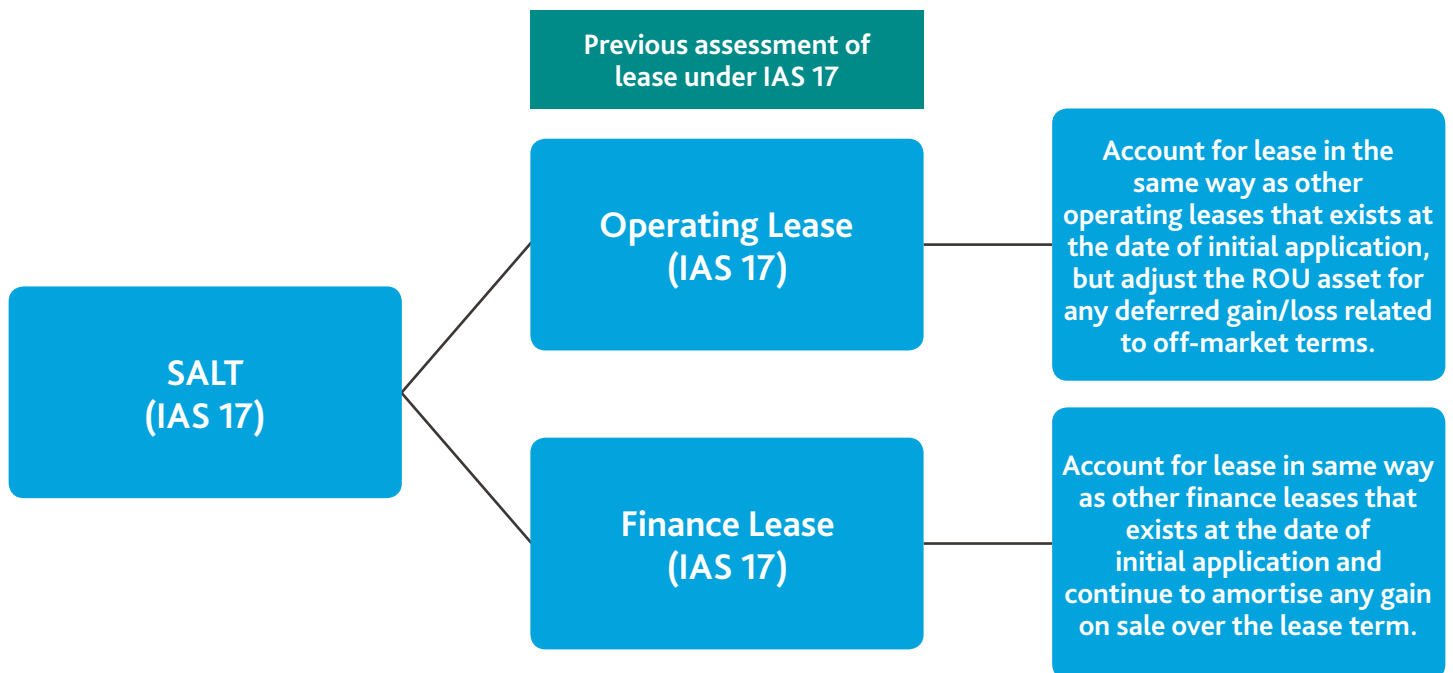 Previous assessment of
lease under IAS 17
SALT
(IAS 17)
Operating Lease
(IAS 17)
Account for lease in the
same way as other
operating leases that exists at
the date of initial application,
but adjust the ROU asset for
any deferred gain/loss related
to off-market terms.
Finance Lease
(IAS 17)
Account for lease in same way
as other finance leases that
exists at the date of
initial application and
continue to amortise any gain
on sale over the lease term.